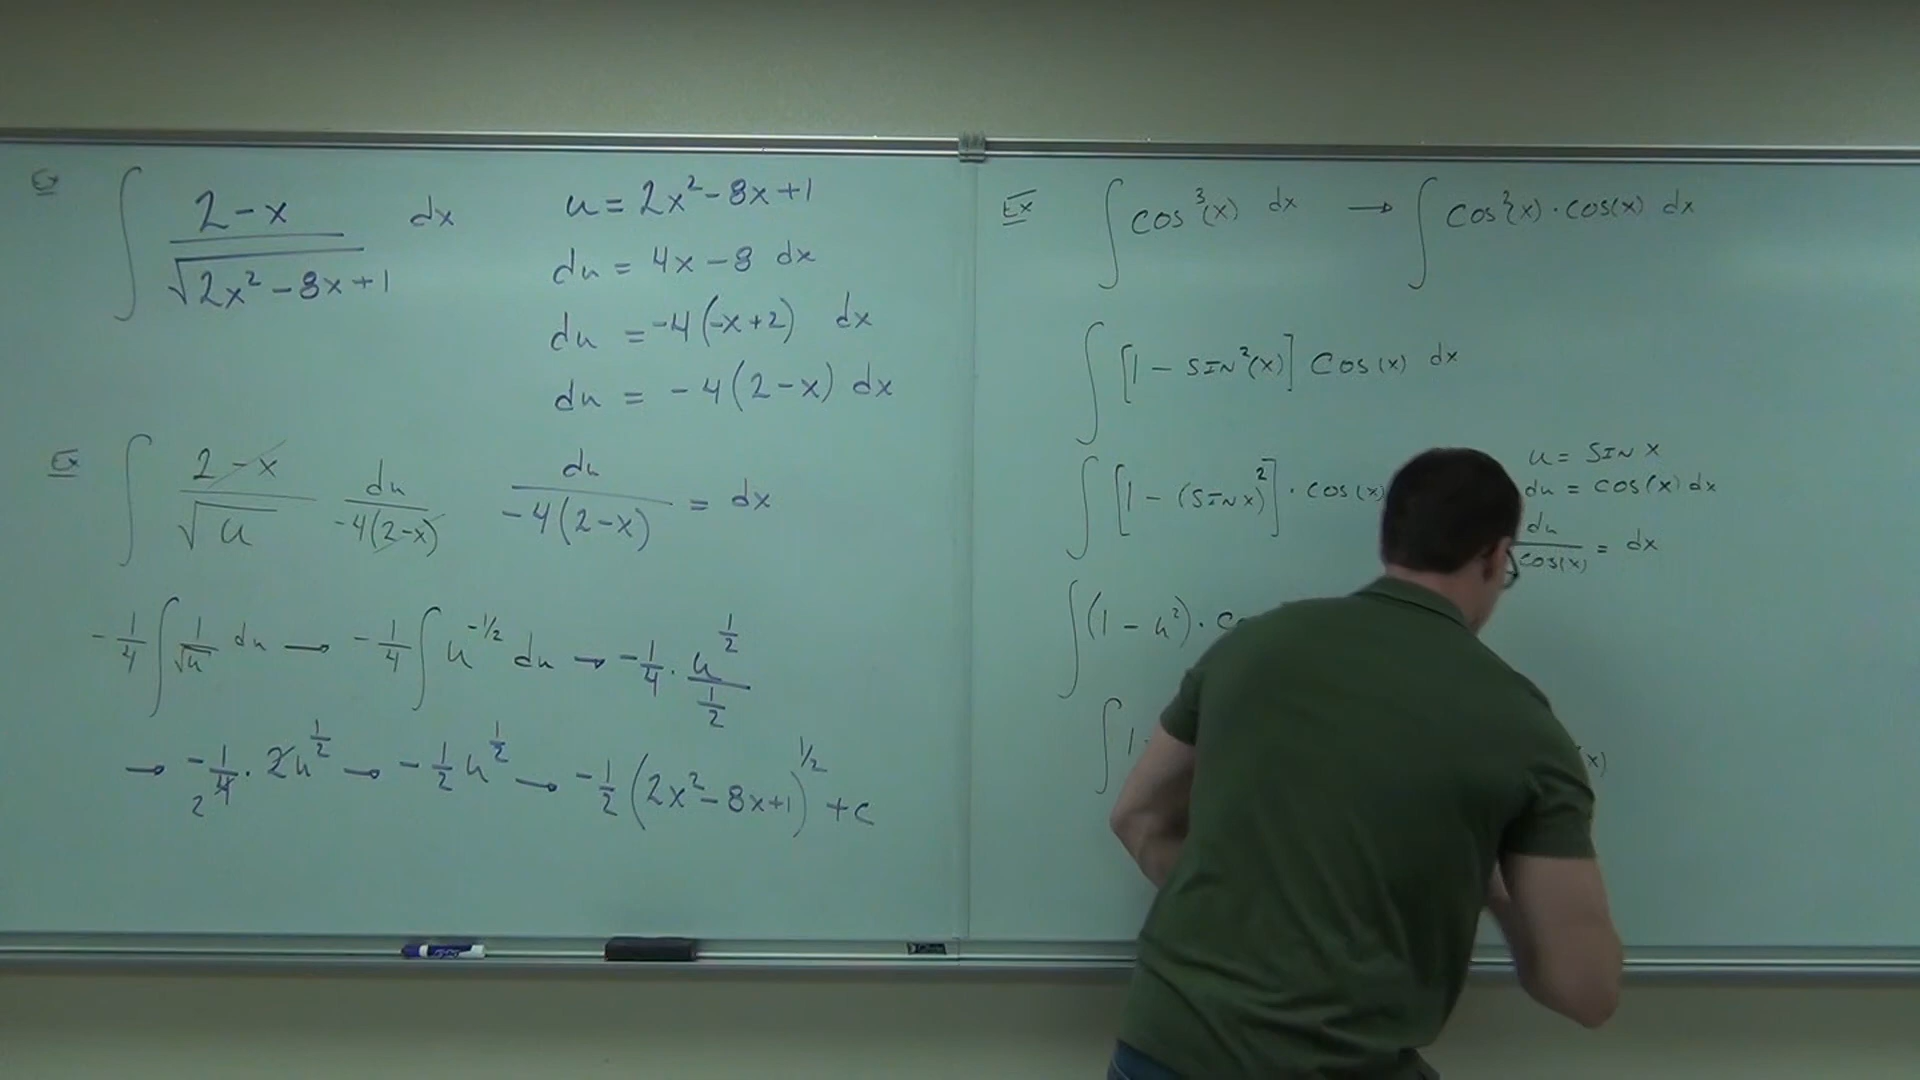 Ex ∫ 2-x / √(2x²-8x+1) dx
u = 2x²-8x+1
du = 4x-8 dx
du = -4(-x+2) dx
du = -4(2-x) dx
Ex ∫ 2-x / √u du / -4(2-x)
du / -4(2-x) = dx
-1/4 ∫ 1/√u du → -1/4 ∫ u^-1/2 du → -1/4 · u^1/2 / 1/2
→ -1/4 2 · 2u^1/2 → -1/2 u^1/2 → -1/2 (2x²-8x+1)^1/2 + c
Ex ∫ cos³(x) dx → ∫ cos²(x) · cos(x) dx
∫ [1 - SIN²(x)] cos(x) dx
∫ [1 - (SINx)²] · cos(x)
u = SIN x
du = cos(x) dx
du / cos(x) = dx
∫ (1 - u²) ·
∫ 1-
x)